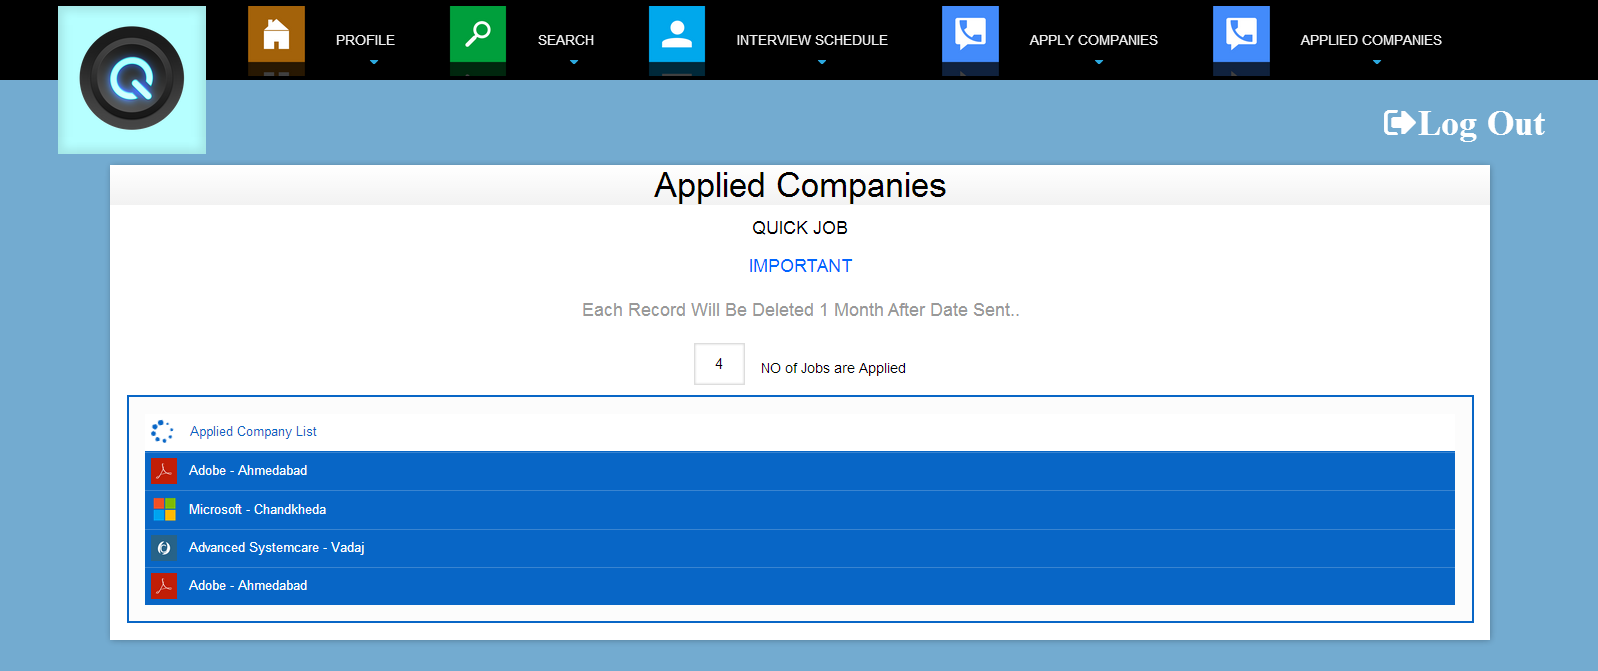 PROFILE
SEARCH
INTERVIEW SCHEDULE
APPLY COMPANIES
APPLIED COMPANIES
Log Out
Applied Companies
QUICK JOB
IMPORTANT
Each Record Will Be Deleted 1 Month After Date Sent..
4 NO of Jobs are Applied
Applied Company List
Adobe - Ahmedabad
Microsoft - Chandkheda
Advanced Systemcare - Vadaj
Adobe - Ahmedabad